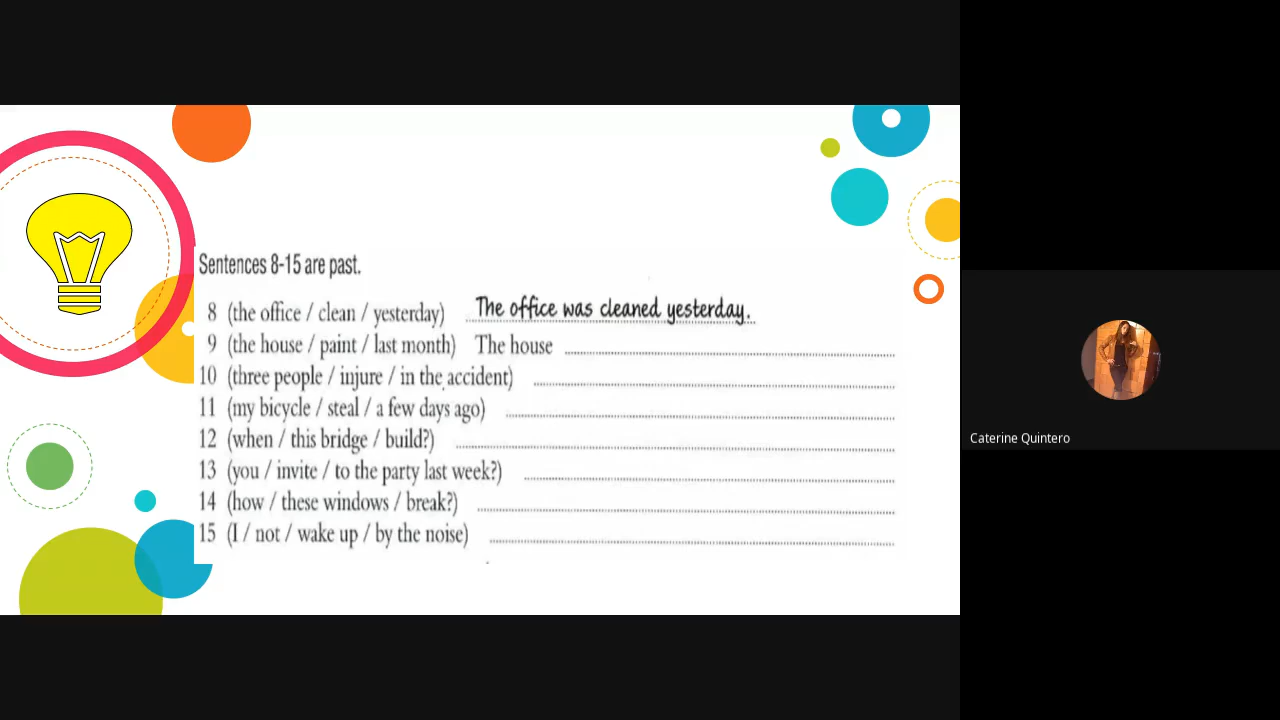 Sentences 8-15 are past.
8 (the office / clean / yesterday) The office was cleaned yesterday.
9 (the house / paint / last month) The house
10 (three people / injure / in the accident)
11 (my bicycle / steal / a few days ago)
12 (when / this bridge / build?)
13 (you / invite / to the party last week?)
14 (how / these windows / break?)
15 (I / not / wake up / by the noise)
Caterine Quintero